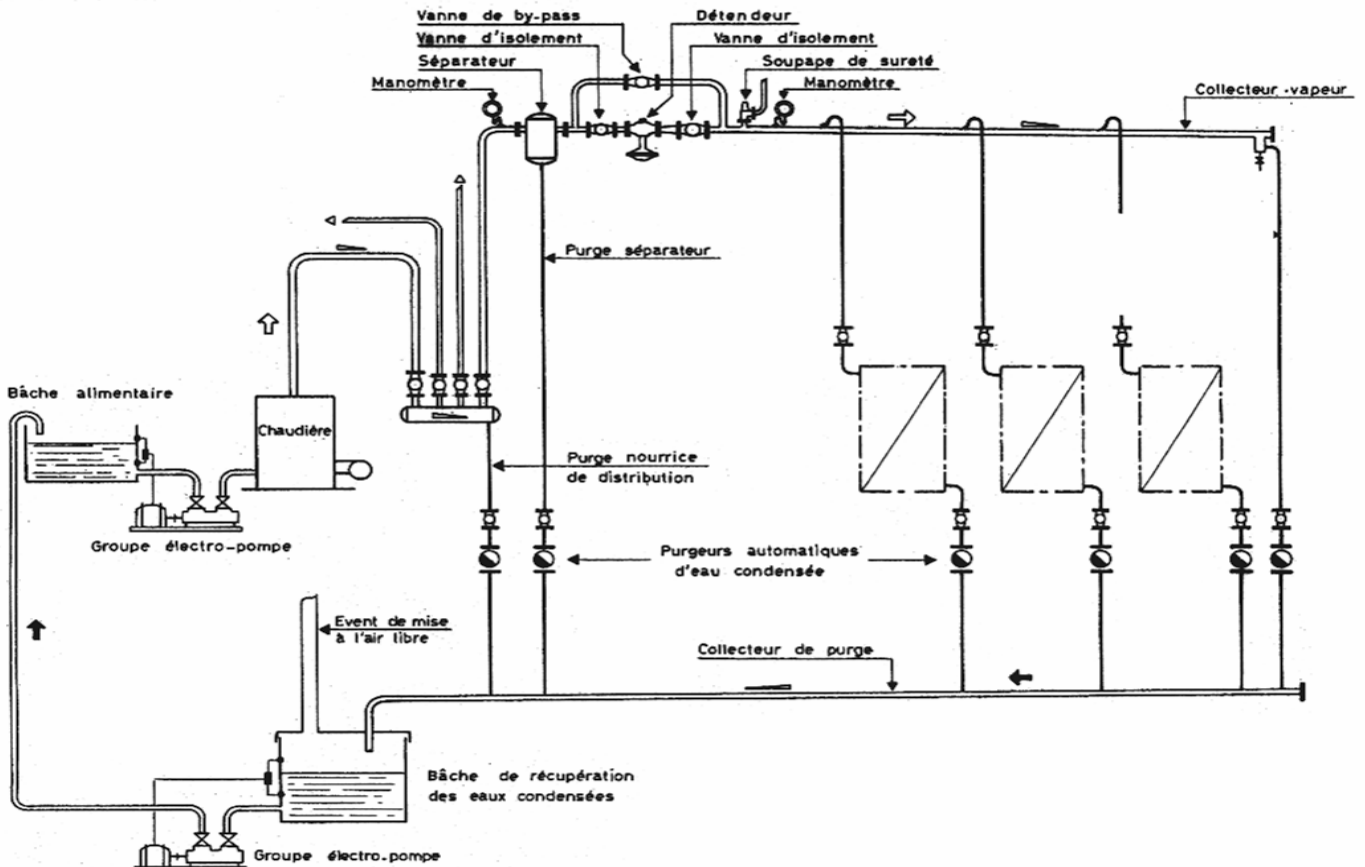 Vanne de by-pass
Détendeur
Vanne d'isolement
Vanne d'isolement
Séparateur
Soupape de sureté
Manomètre
Manomètre
Collecteur-vapeur
Purge séparateur
Bâche alimentaire
Chaudière
Purge nourrice
de distribution
Groupe électro-pompe
Purgeurs automatiques
d'eau condensée
Event de mise
à l'air libre
Collecteur de purge
Bâche de récupération
des eaux condensées
Groupe électro-pompe